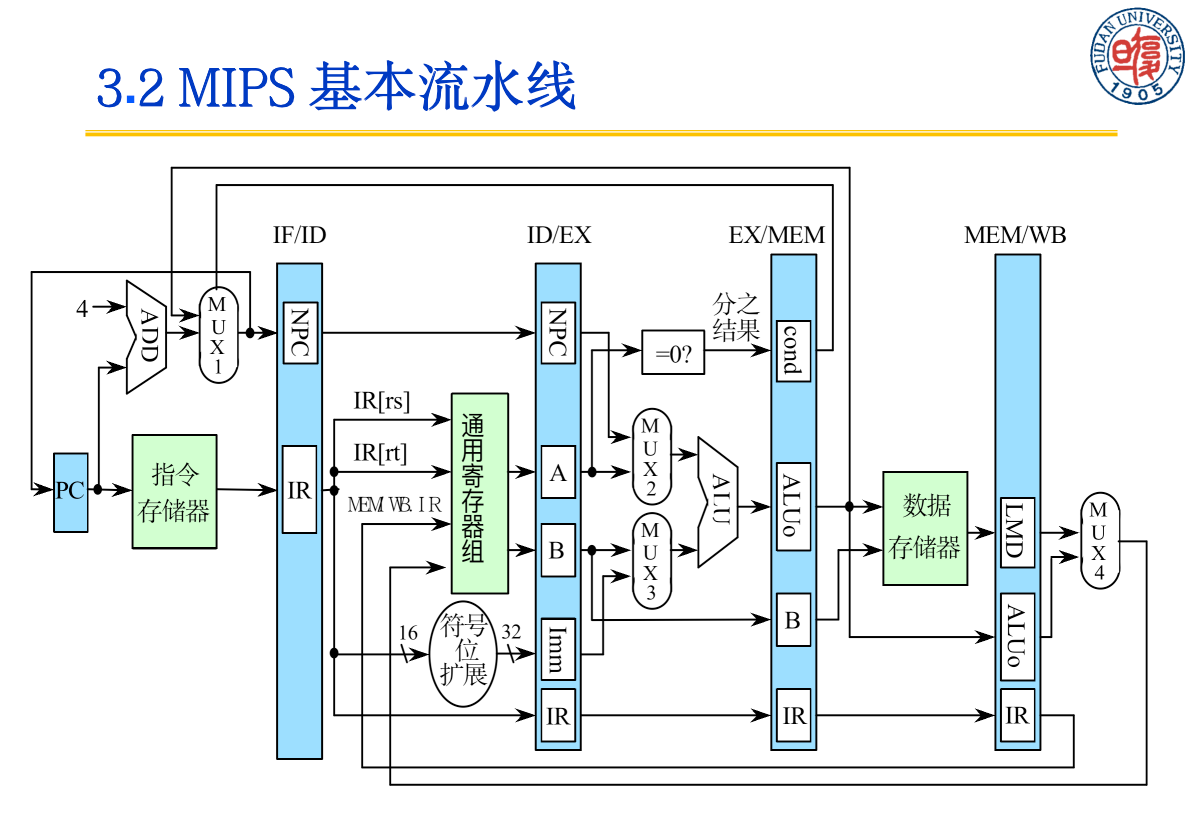 FUDAN UNIVERSITY
1905
3.2 MIPS 基本流水线
IF/ID
ID/EX
EX/MEM
MEM/WB
4
ADD
MUX1
NPC
NPC
=0?
分之
结果
cond
IR[rs]
IR[rt]
MEM/WB.IR
PC
指令
存储器
IR
通用寄存器组
A
B
MUX2
MUX3
ALU
ALUo
B
数据
存储器
LMD
ALUo
MUX4
16
符号
位
扩展
32
Imm
IR
IR
IR